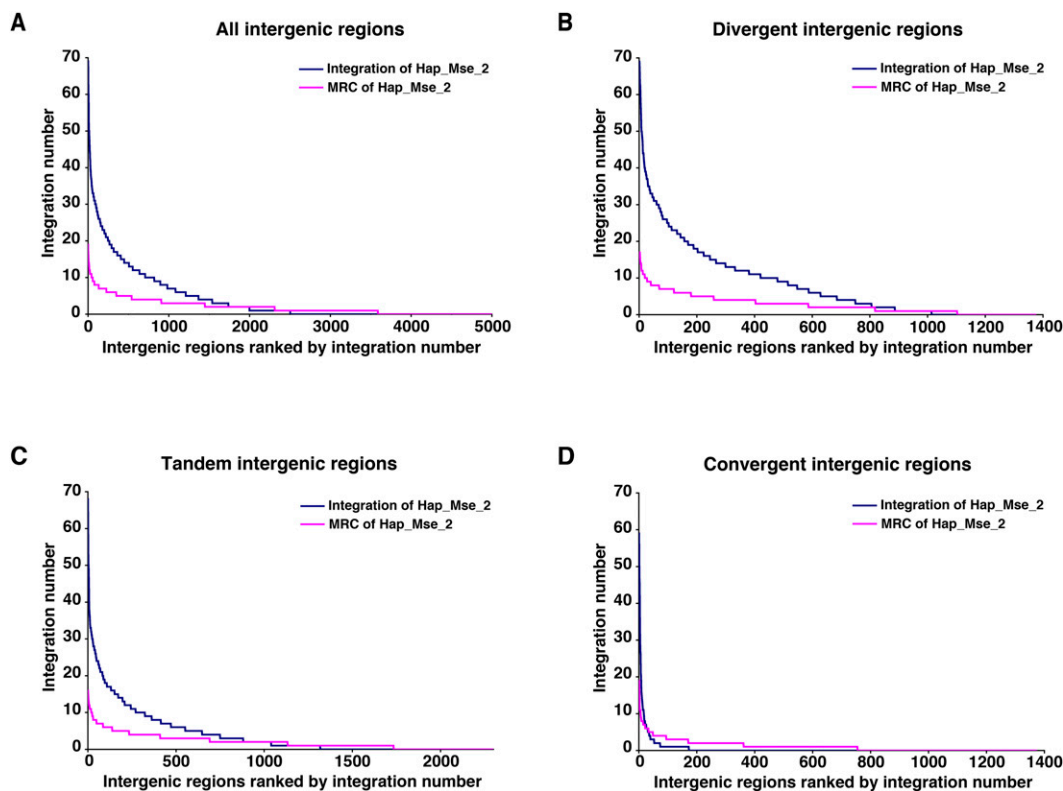 A
All intergenic regions
70
60
50
40
30
20
10
0
Integration number
Integration of Hap_Mse_2
MRC of Hap_Mse_2
0 1000 2000 3000 4000 5000
Intergenic regions ranked by integration number
B
Divergent intergenic regions
70
60
50
40
30
20
10
0
Integration number
Integration of Hap_Mse_2
MRC of Hap_Mse_2
0 200 400 600 800 1000 1200 1400
Intergenic regions ranked by integration number
C
Tandem intergenic regions
70
60
50
40
30
20
10
0
Integration number
Integration of Hap_Mse_2
MRC of Hap_Mse_2
0 500 1000 1500 2000
Intergenic regions ranked by integration number
D
Convergent intergenic regions
70
60
50
40
30
20
10
0
Integration number
Integration of Hap_Mse_2
MRC of Hap_Mse_2
0 200 400 600 800 1000 1200 1400
Intergenic regions ranked by integration number